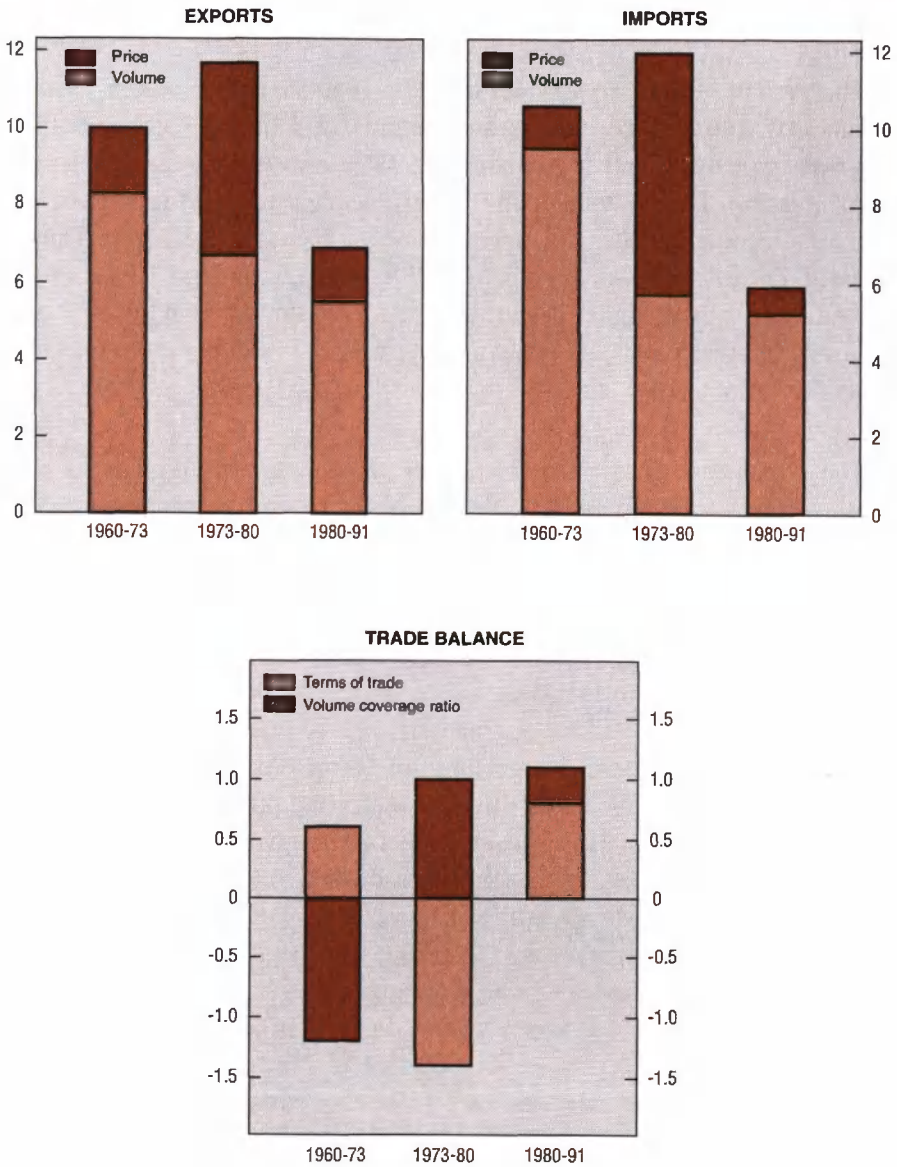 EXPORTS
Price
Volume
12
10
8
6
4
2
0
1960-73 1973-80 1980-91
IMPORTS
Price
Volume
12
10
8
6
4
2
0
1960-73 1973-80 1980-91
TRADE BALANCE
Terms of trade
Volume coverage ratio
1.5 1.5
1.0 1.0
0.5 0.5
0 0
-0.5 -0.5
-1.0 -1.0
-1.5 -1.5
1960-73 1973-80 1980-91